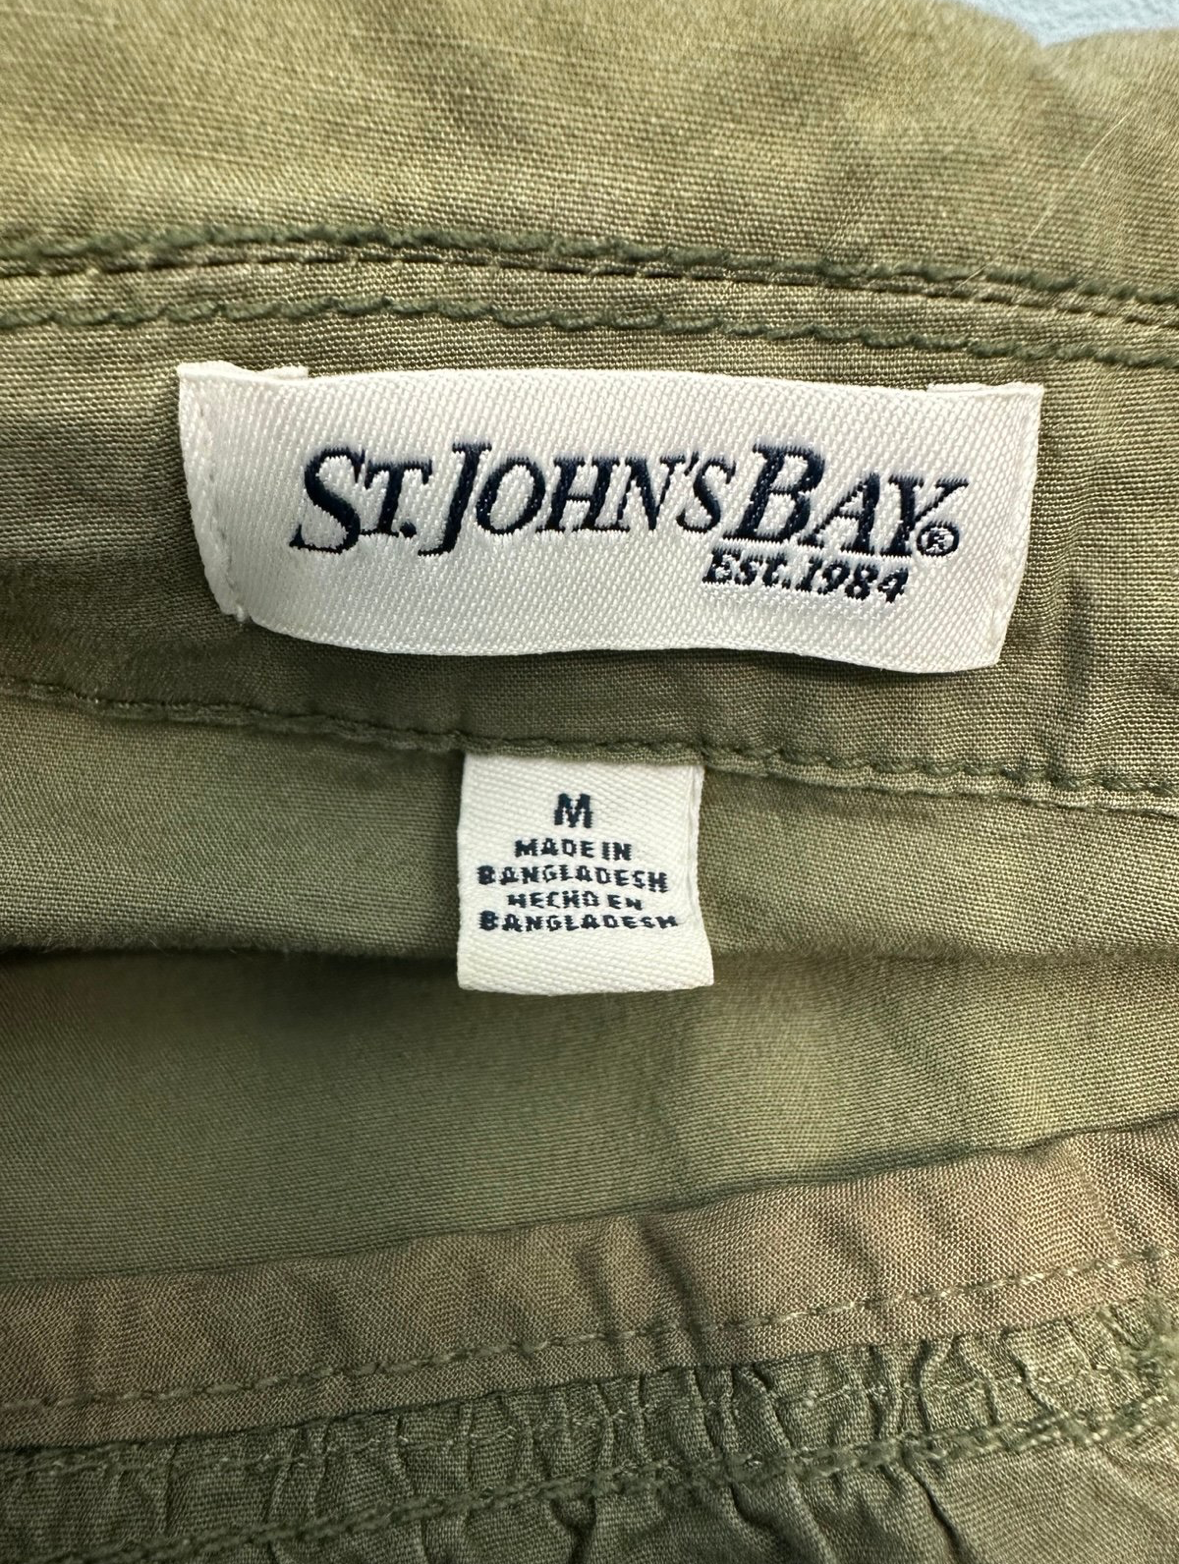 ST. JOHN'S BAY®
Est. 1984
M
MADE IN
BANGLADESH
HECHO EN
BANGLADESH